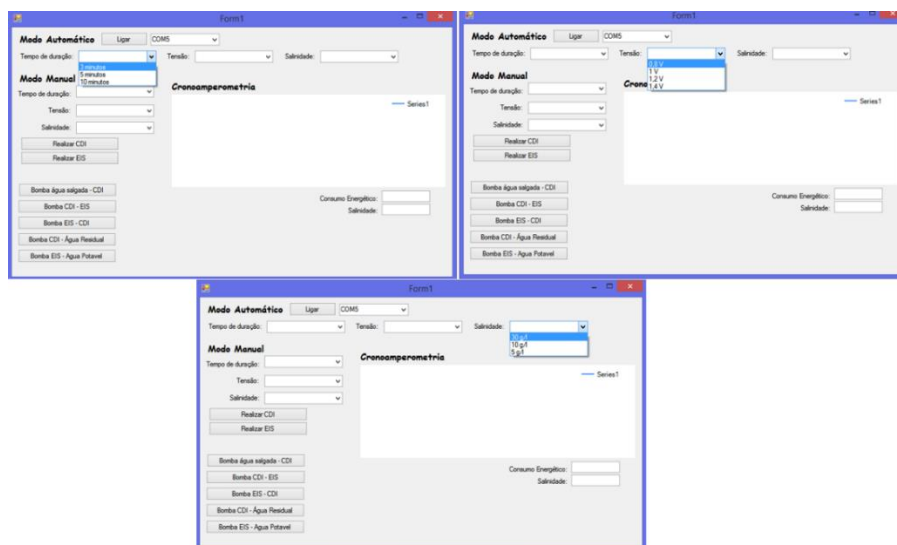 Form1
Modo Automático Ligar COM5
Tempo de duração: Tensão: Salinidade:
3 minutos
5 minutos
10 minutos
Modo Manual
Cronoamperometria
Tempo de duração:
Series1
Tensão:
Salinidade:
Realizar CDI
Realizar EIS
Bomba água salgada - CDI
Consumo Energético:
Bomba CDI - EIS
Salinidade:
Bomba EIS - CDI
Bomba CDI - Água Residual
Bomba EIS - Agua Potavel
Form1
Modo Automático Ligar COM5
Tempo de duração: Tensão: Salinidade:
0,8 V
1 V
1,2 V
1,4 V
Modo Manual
Crono
Tempo de duração:
Series1
Tensão:
Salinidade:
Realizar CDI
Realizar EIS
Bomba água salgada - CDI
Consumo Energético:
Bomba CDI - EIS
Salinidade:
Bomba EIS - CDI
Bomba CDI - Água Residual
Bomba EIS - Agua Potavel
Form1
Modo Automático Ligar COM5
Tempo de duração: Tensão: Salinidade:
g/l
10 g/l
5 g/l
Modo Manual
Cronoamperometria
Tempo de duração:
Series1
Tensão:
Salinidade:
Realizar CDI
Realizar EIS
Bomba água salgada - CDI
Consumo Energético:
Bomba CDI - EIS
Salinidade:
Bomba EIS - CDI
Bomba CDI - Água Residual
Bomba EIS - Agua Potavel